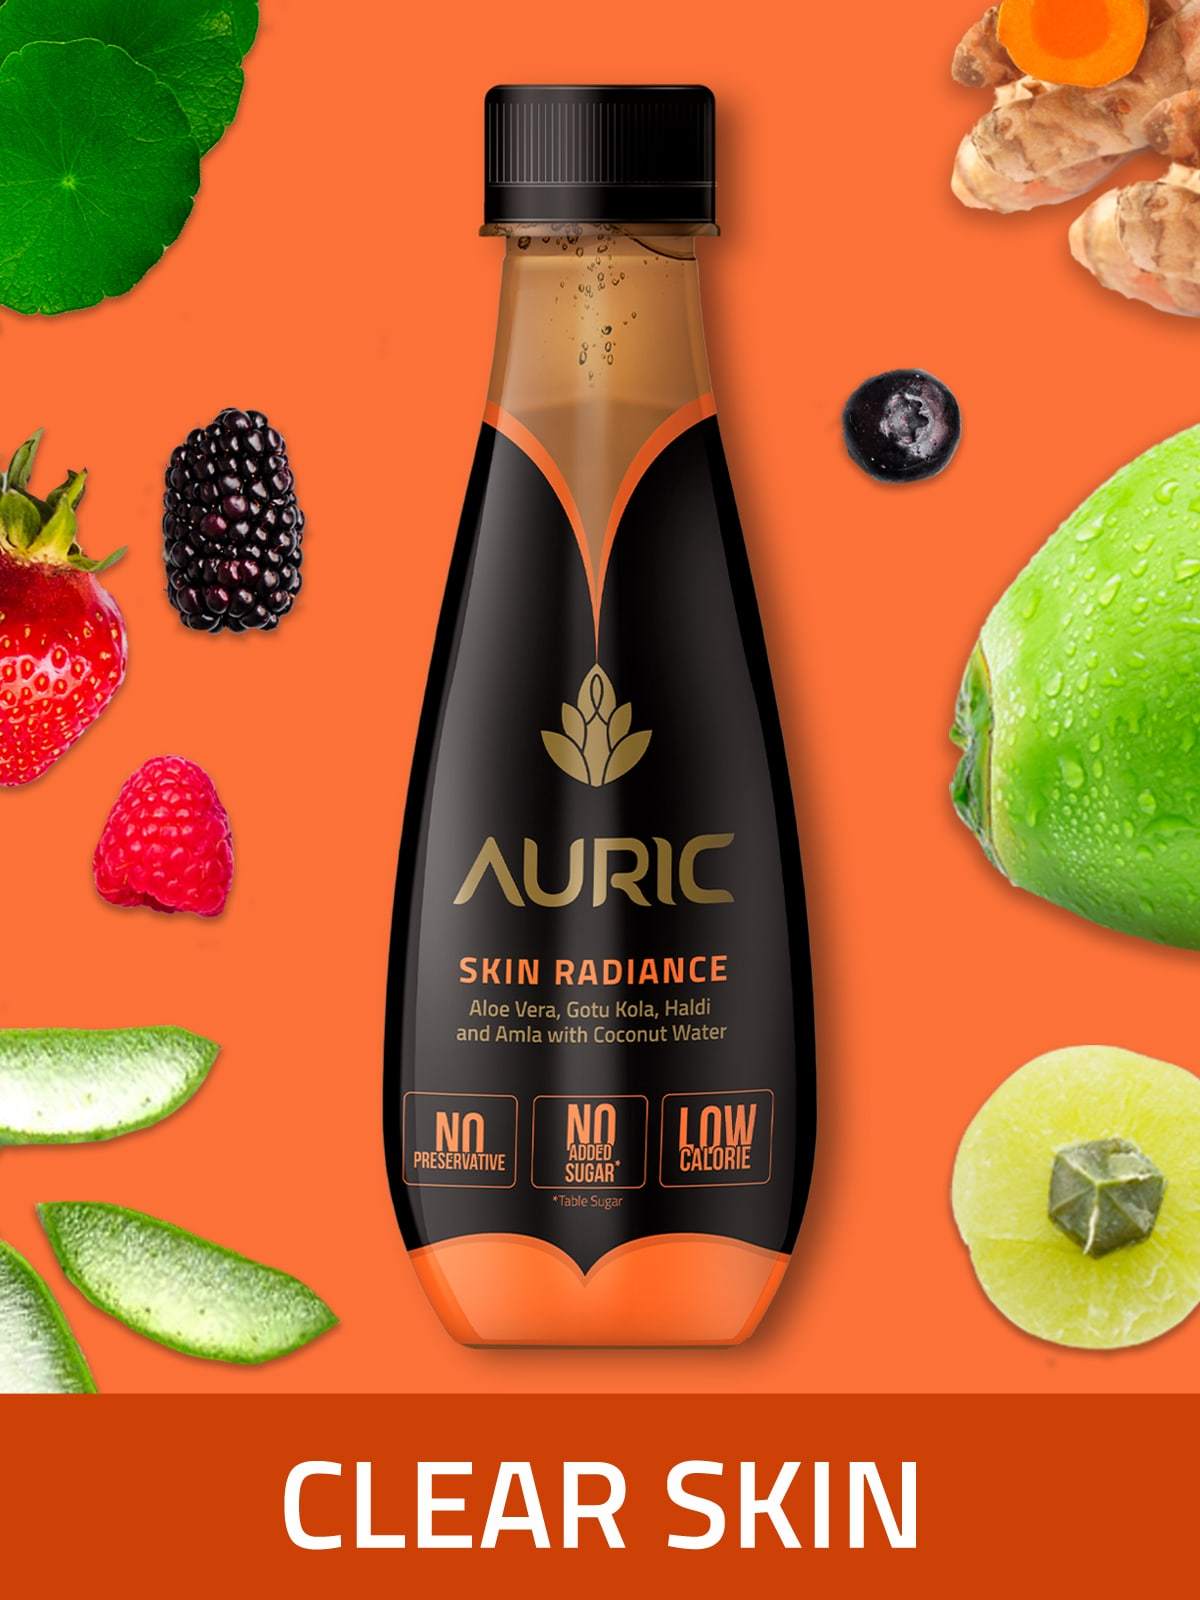 AURIC
SKIN RADIANCE
Aloe Vera, Gotu Kola, Haldi
and Amla with Coconut Water
NO
PRESERVATIVE
NO
ADDED
SUGAR*
LOW
CALORIE
*Table Sugar
CLEAR SKIN